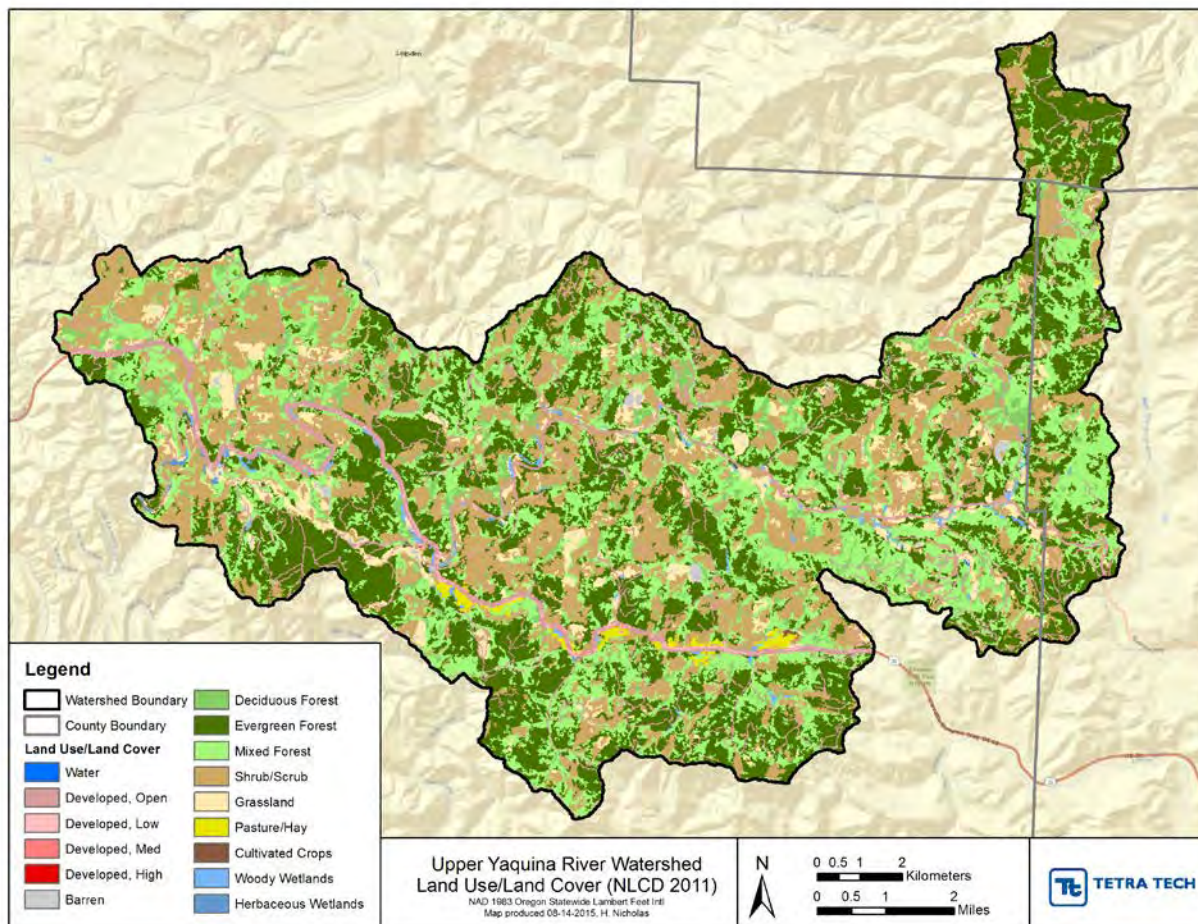 Legend
Watershed Boundary
County Boundary
Land Use/Land Cover
Water
Developed, Open
Developed, Low
Developed, Med
Developed, High
Barren
Deciduous Forest
Evergreen Forest
Mixed Forest
Shrub/Scrub
Grassland
Pasture/Hay
Cultivated Crops
Woody Wetlands
Herbaceous Wetlands
Upper Yaquina River Watershed
Land Use/Land Cover (NLCD 2011)
NAD 1983 Oregon Statewide Lambert Feet Intl
Map produced 08-14-2015, H. Nicholas
N
0 0.5 1 2
Kilometers
0 0.5 1 2
Miles
Tt TETRA TECH